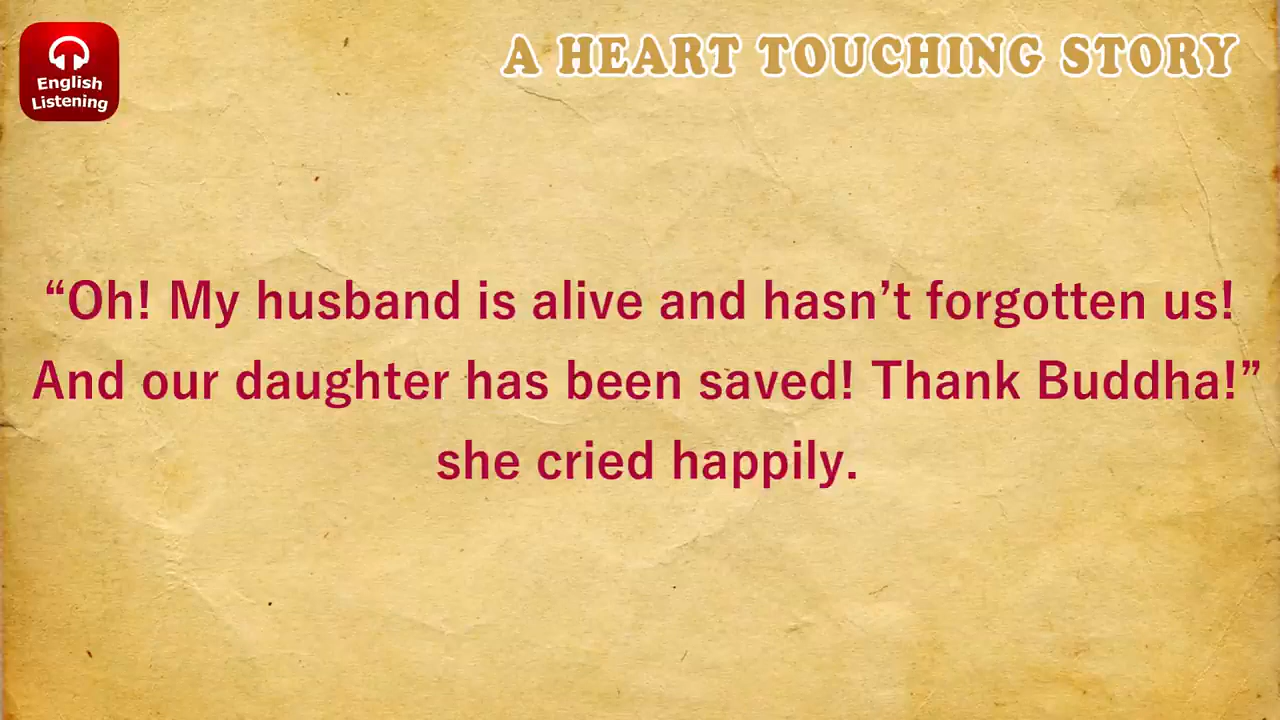 English
Listening
A HEART TOUCHING STORY
“Oh! My husband is alive and hasn’t forgotten us!
And our daughter has been saved! Thank Buddha!”
she cried happily.